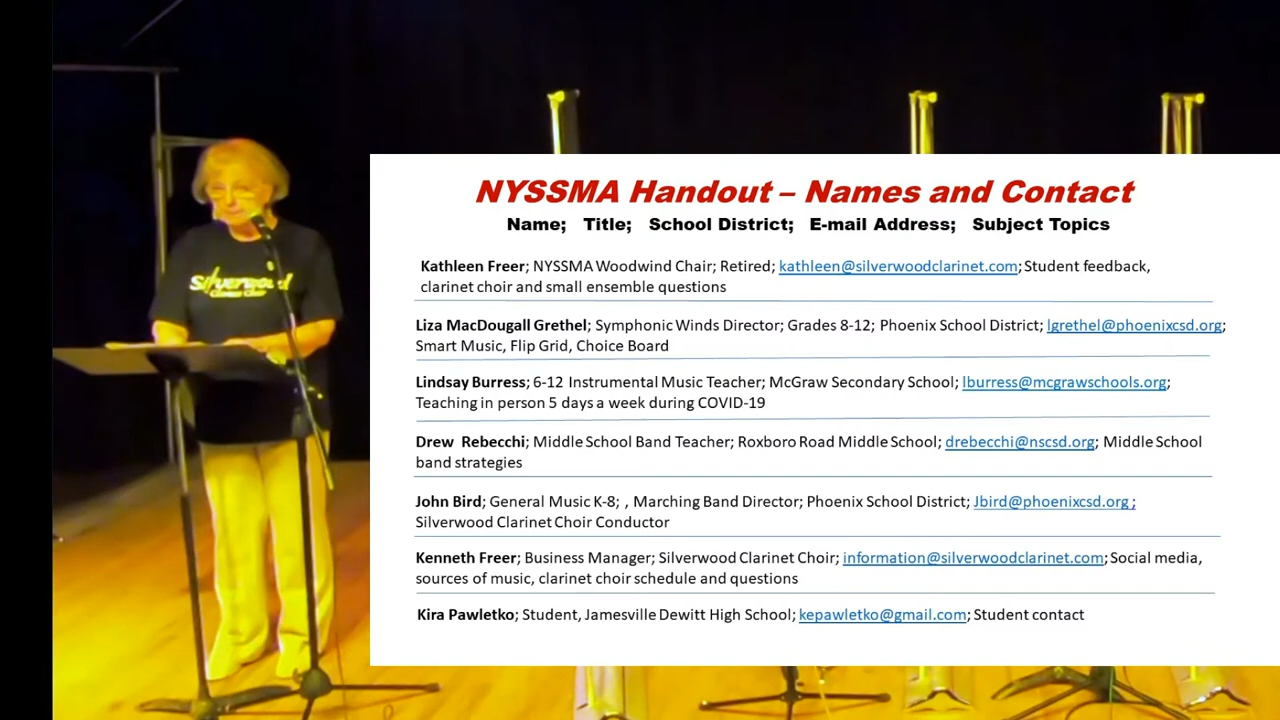 NYSSMA Handout – Names and Contact
Name; Title; School District; E-mail Address; Subject Topics
Kathleen Freer; NYSSMA Woodwind Chair; Retired; kathleen@silverwoodclarinet.com; Student feedback,
clarinet choir and small ensemble questions
Liza MacDougall Grethel; Symphonic Winds Director; Grades 8-12; Phoenix School District; lgrethel@phoenixcsd.org;
Smart Music, Flip Grid, Choice Board
Lindsay Burress; 6-12 Instrumental Music Teacher; McGraw Secondary School; lburress@mcgrawschools.org;
Teaching in person 5 days a week during COVID-19
Drew Rebecchi; Middle School Band Teacher; Roxboro Road Middle School; drebecchi@nscsd.org; Middle School
band strategies
John Bird; General Music K-8; , Marching Band Director; Phoenix School District; Jbird@phoenixcsd.org ;
Silverwood Clarinet Choir Conductor
Kenneth Freer; Business Manager; Silverwood Clarinet Choir; information@silverwoodclarinet.com; Social media,
sources of music, clarinet choir schedule and questions
Kira Pawletko; Student, Jamesville Dewitt High School; kepawletko@gmail.com; Student contact
Silverwood
Clarinet Choir